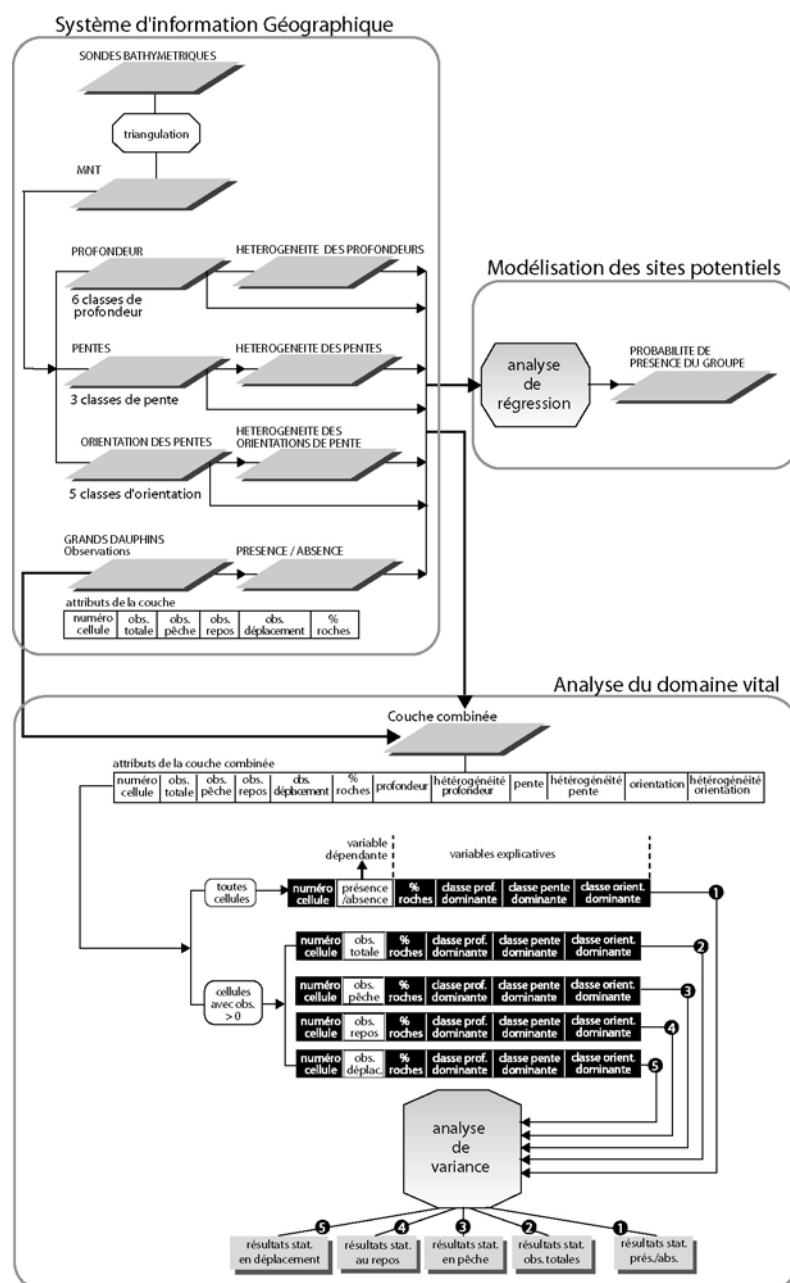 Système d'information Géographique
SONDES BATHYMETRIQUES
triangulation
MNT
PROFONDEUR
HETEROGENEITE DES PROFONDEURS
6 classes de
profondeur
PENTES
HETEROGENEITE DES PENTES
3 classes de pente
ORIENTATION DES PENTES
HETEROGENEITE DES
ORIENTATIONS DE PENTE
5 classes d'orientation
GRANDS DAUPHINS
Observations
PRESENCE / ABSENCE
attributs de la couche
numéro
cellule
obs.
totale
obs.
pêche
obs.
repos
obs.
déplacement
%
roches
Modélisation des sites potentiels
analyse
de
régression
PROBABILITE DE
PRESENCE DU GROUPE
Analyse du domaine vital
Couche combinée
attributs de la couche combinée
numéro
cellule
obs.
totale
obs.
pêche
obs.
repos
obs.
déplacement
%
roches
profondeur
hétérogénéité
profondeur
pente
hétérogénéité
pente
orientation
hétérogénéité
orientation
variable
dépendante
variables explicatives
toutes
cellules
numéro
cellule
présence
/absence
%
roches
classe prof.
dominante
classe pente
dominante
classe orient.
dominante
1
cellules
avec obs.
> 0
numéro
cellule
obs.
totale
%
roches
classe prof.
dominante
classe pente
dominante
classe orient.
dominante
2
numéro
cellule
obs.
pêche
%
roches
classe prof.
dominante
classe pente
dominante
classe orient.
dominante
3
numéro
cellule
obs.
repos
%
roches
classe prof.
dominante
classe pente
dominante
classe orient.
dominante
4
numéro
cellule
obs.
déplac.
%
roches
classe prof.
dominante
classe pente
dominante
classe orient.
dominante
5
analyse
de
variance
5
4
3
2
1
résultats stat.
en déplacement
résultats stat.
au repos
résultats stat.
en pêche
résultats stat.
obs. totales
résultats stat.
prés./abs.